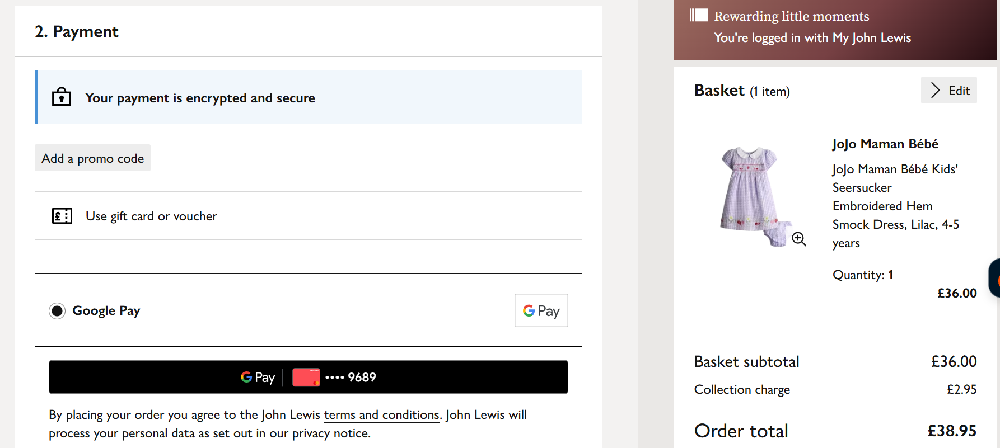 2. Payment
Your payment is encrypted and secure
Add a promo code
£
Use gift card or voucher
Google Pay
G Pay
G Pay | •••• 9689
By placing your order you agree to the John Lewis terms and conditions. John Lewis will
process your personal data as set out in our privacy notice.
Rewarding little moments
You're logged in with My John Lewis
Basket (1 item)
Edit
JoJo Maman Bébé
JoJo Maman Bébé Kids'
Seersucker
Embroidered Hem
Smock Dress, Lilac, 4-5
years
Quantity: 1
£36.00
Basket subtotal £36.00
Collection charge £2.95
Order total £38.95